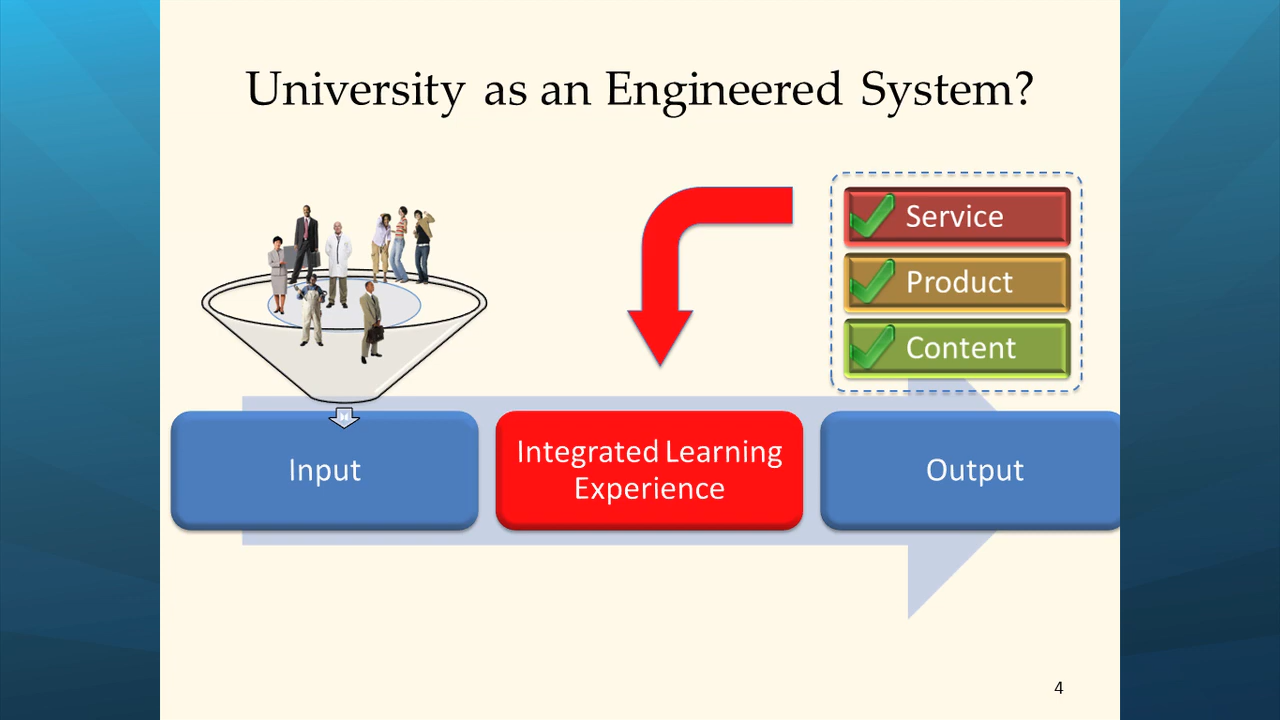 University as an Engineered System?
Service
Product
Content
Input
Integrated Learning
Experience
Output
4